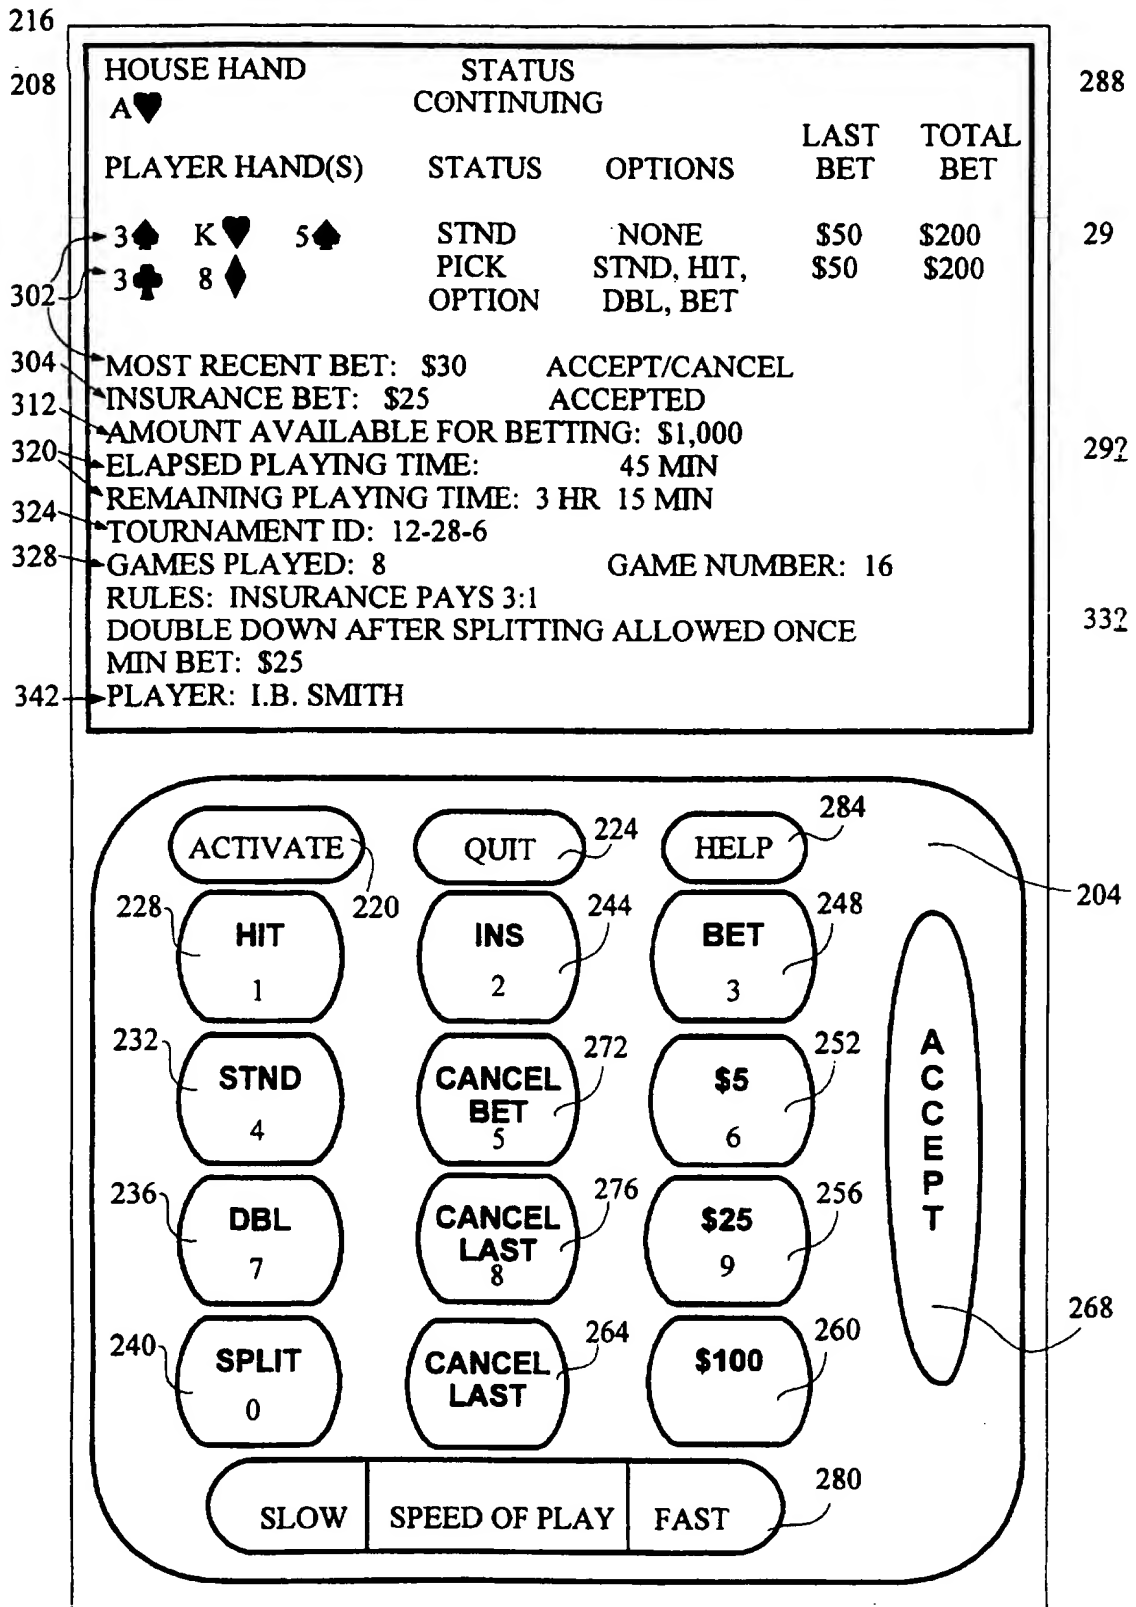 216
208 HOUSE HAND STATUS 288
A♥ CONTINUING
LAST TOTAL
PLAYER HAND(S) STATUS OPTIONS BET BET
3♠ K♥ 5♠ STND NONE $50 $200 29
302 3♣ 8♦ PICK STND, HIT, $50 $200
OPTION DBL, BET
304 MOST RECENT BET: $30 ACCEPT/CANCEL
312 INSURANCE BET: $25 ACCEPTED
AMOUNT AVAILABLE FOR BETTING: $1,000
320 ELAPSED PLAYING TIME: 45 MIN 29?
REMAINING PLAYING TIME: 3 HR 15 MIN
324 TOURNAMENT ID: 12-28-6
328 GAMES PLAYED: 8 GAME NUMBER: 16
RULES: INSURANCE PAYS 3:1
DOUBLE DOWN AFTER SPLITTING ALLOWED ONCE 33?
MIN BET: $25
342 PLAYER: I.B. SMITH
ACTIVATE QUIT 224 HELP 284
228 220 244 248 204
HIT INS BET
1 2 3
232 272 252
STND CANCEL $5
BET
4 5 6
236 276 256
DBL CANCEL $25
LAST
7 8 9
240 264 260 268
SPLIT CANCEL $100
LAST
0
ACCEPT
SLOW SPEED OF PLAY FAST 280